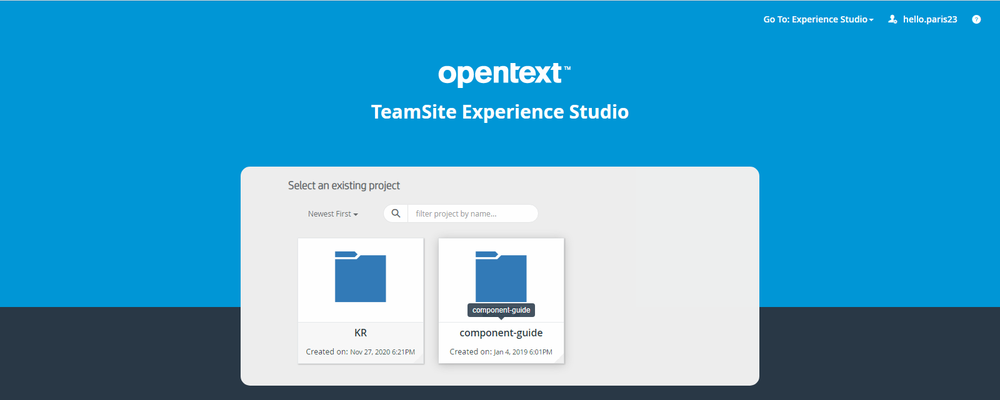 Go To: Experience Studio
hello.paris23
?
opentext™
TeamSite Experience Studio
Select an existing project
Newest First
filter project by name...
component-guide
KR
Created on: Nov 27, 2020 6:21PM
component-guide
Created on: Jan 4, 2019 6:01PM